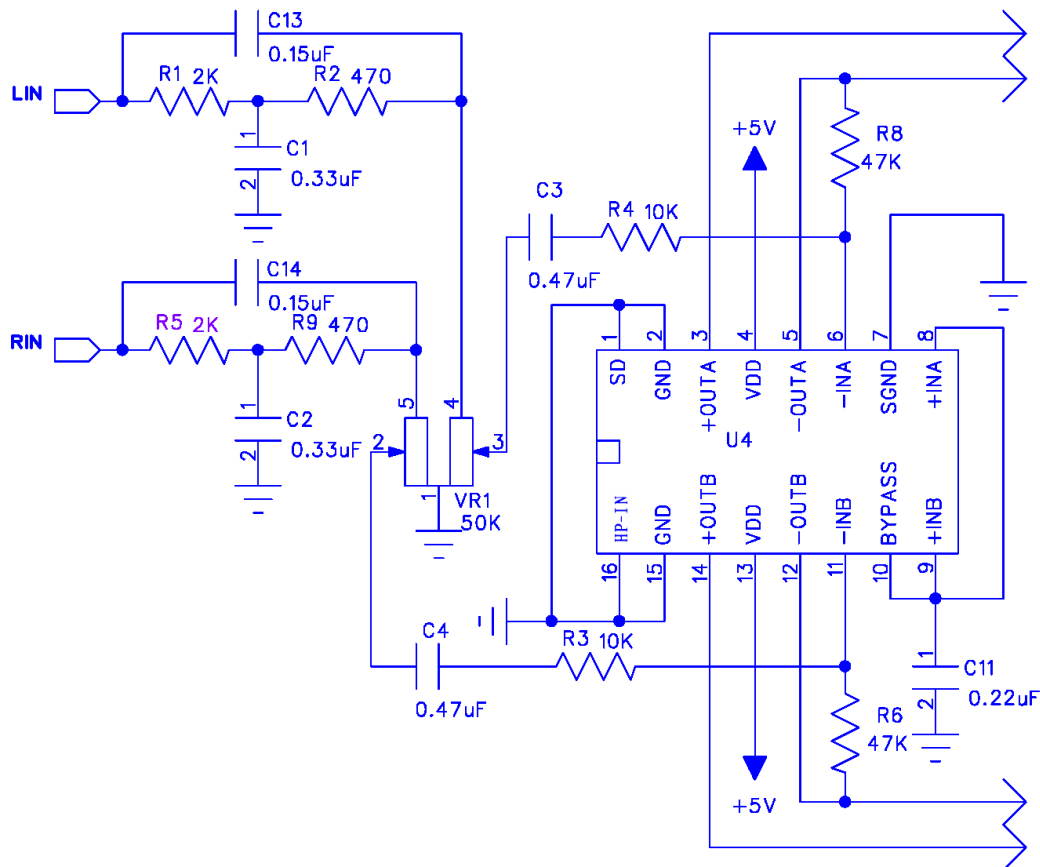 C13
0.15uF
R1 2K
R2 470
LIN
1
C1
2
0.33uF
+5V
R8
47K
C3
R4 10K
0.47uF
C14
0.15uF
R5 2K
R9 470
RIN
1
C2
2
0.33uF
5
4
2
3
1
VR1
50K
1
2
3
4
5
6
7
8
SD
GND
+OUTA
VDD
-OUTA
-INA
SGND
+INA
U4
HP-IN
GND
+OUTB
VDD
-OUTB
-INB
BYPASS
+INB
16
15
14
13
12
11
10
9
C4
R3 10K
0.47uF
1
C11
2
0.22uF
R6
47K
+5V